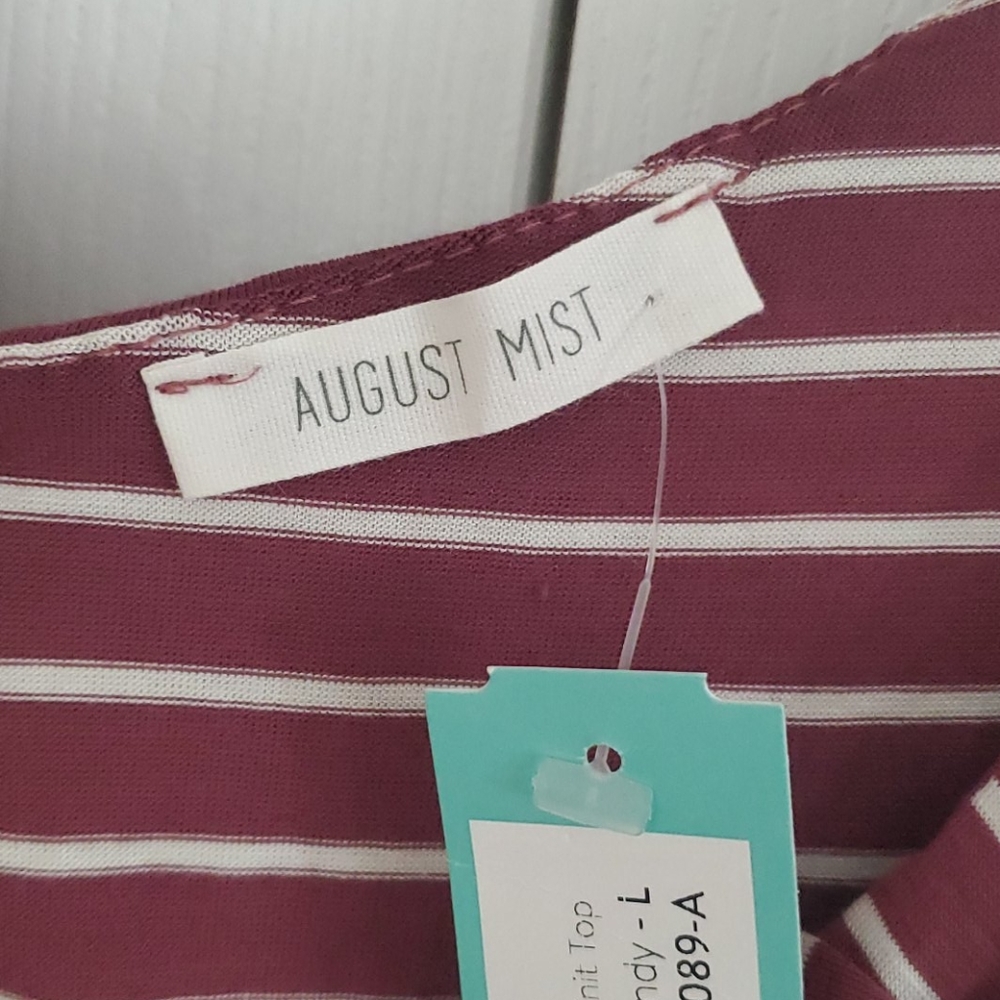 AUGUST MIST
nit Top
ndy - L
089-A